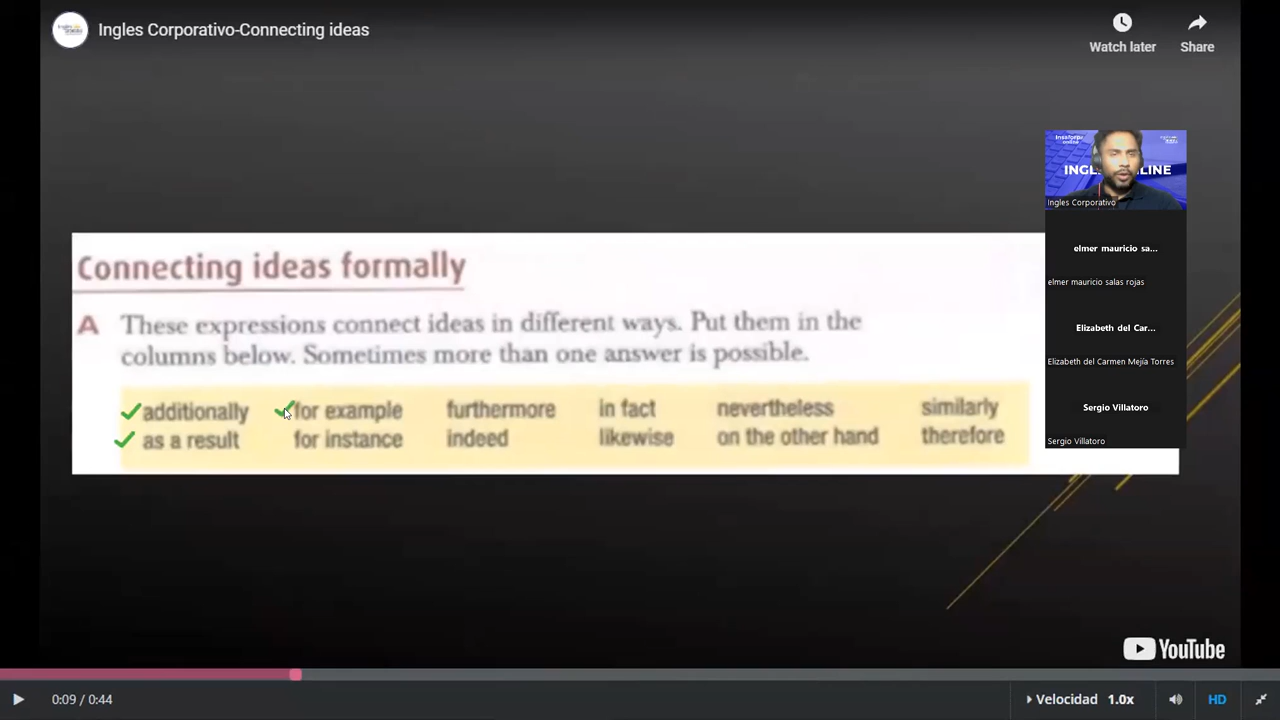 Ingles Corporativo-Connecting ideas
Watch later
Share
INGL ONLINE
Ingles Corporativo
elmer mauricio sa...
elmer mauricio salas rojas
Elizabeth del Car...
Elizabeth del Carmen Mejía Torres
Sergio Villatoro
Sergio Villatoro
Connecting ideas formally
A These expressions connect ideas in different ways. Put them in the
columns below. Sometimes more than one answer is possible.
additionally for example furthermore in fact nevertheless similarly
as a result for instance indeed likewise on the other hand therefore
YouTube
0:09 / 0:44
Velocidad 1.0x
HD